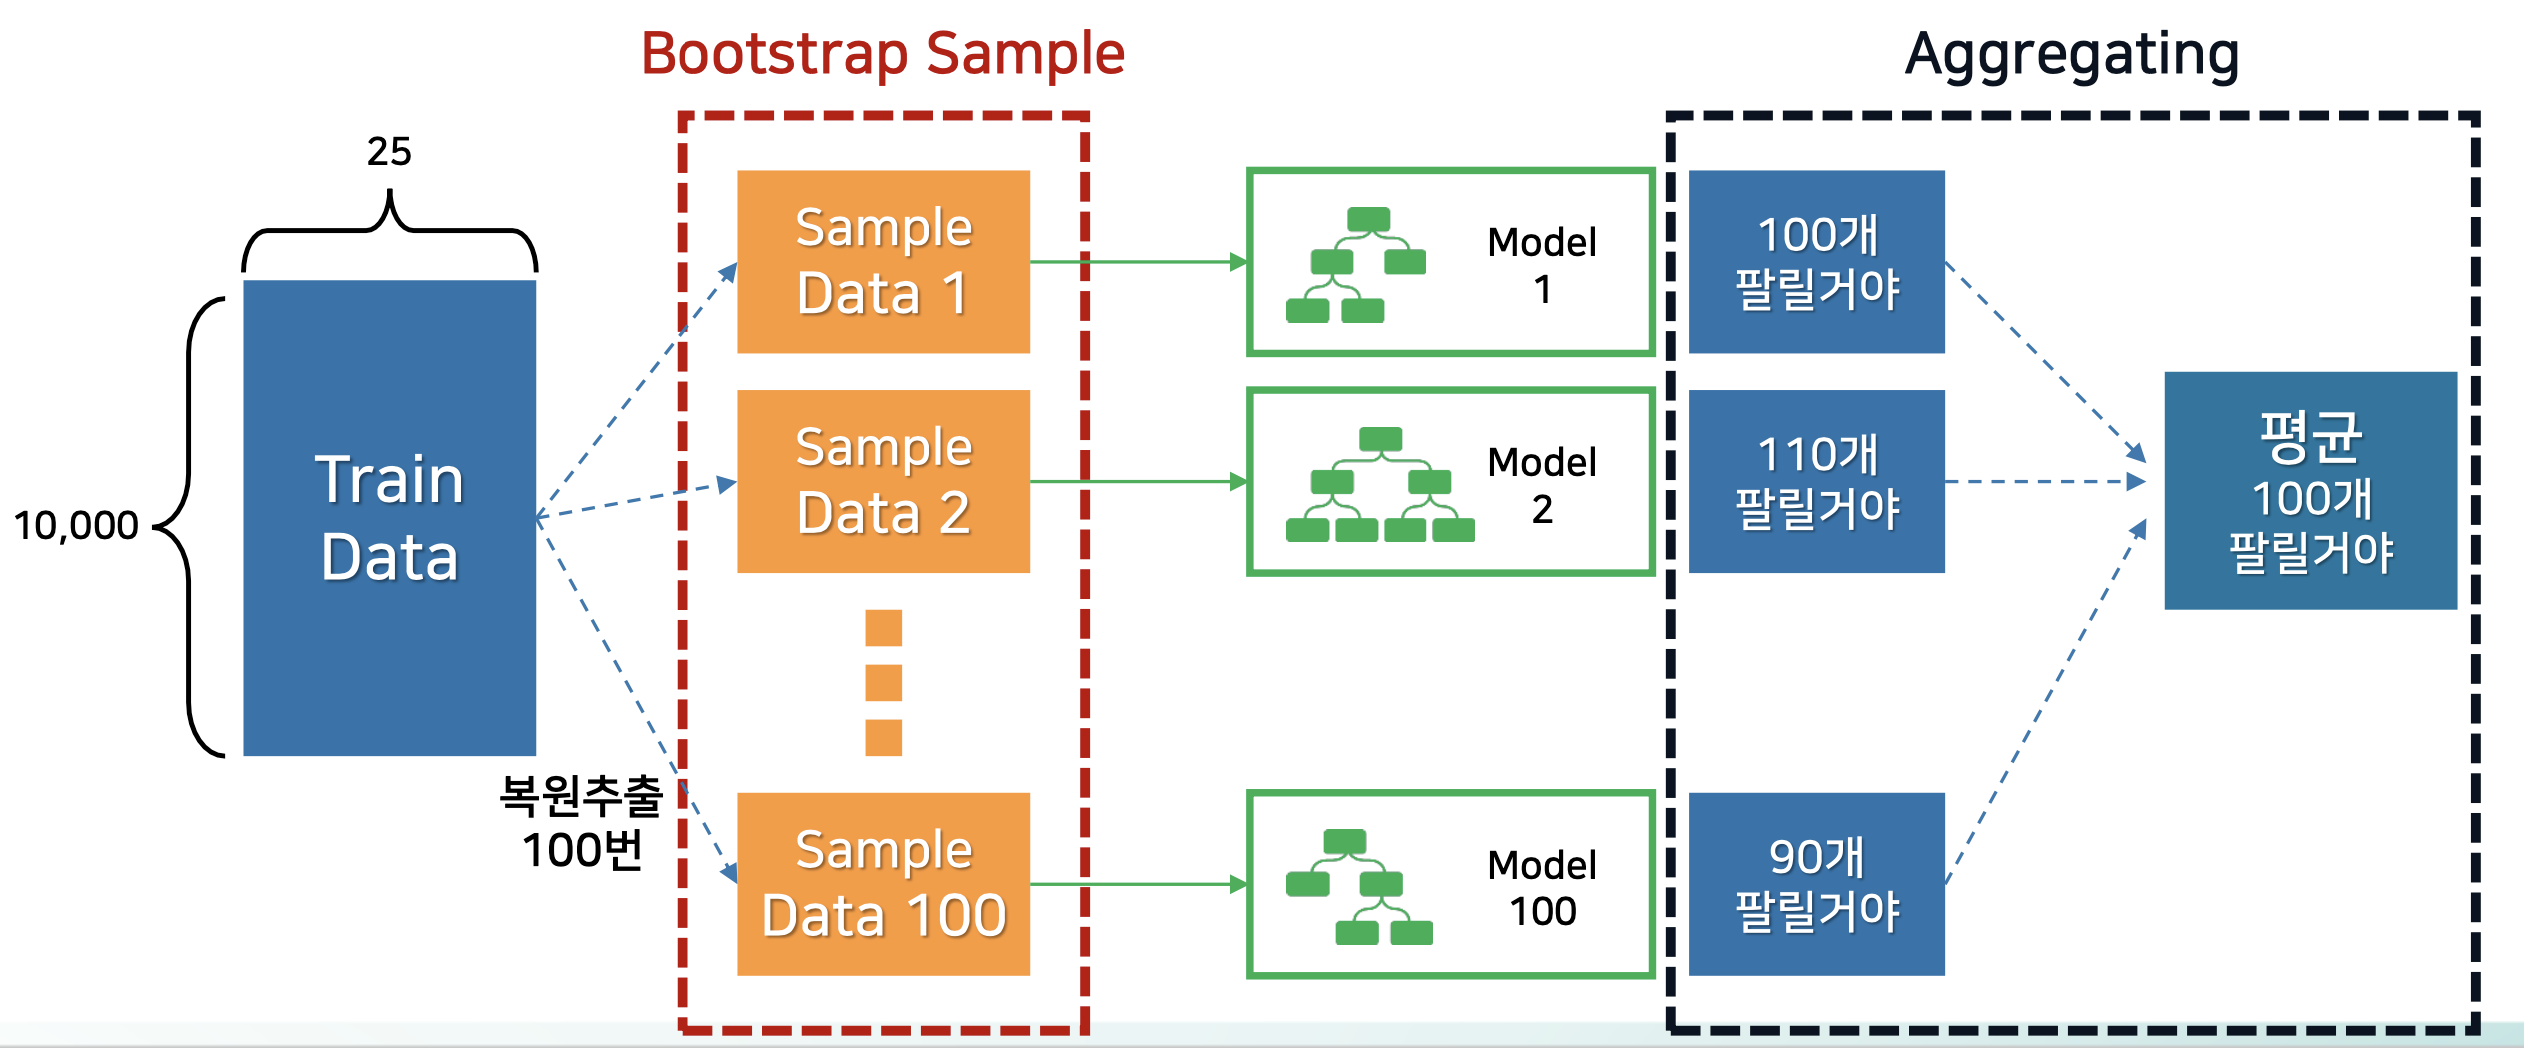 Bootstrap Sample
Aggregating
25
10,000
Train
Data
복원추출
100번
Sample
Data 1
Sample
Data 2
Sample
Data 100
Model
1
Model
2
Model
100
100개
팔릴거야
110개
팔릴거야
90개
팔릴거야
평균
100개
팔릴거야